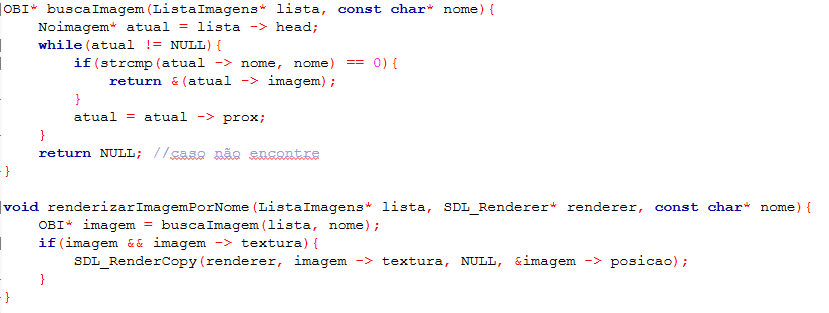 OBI* buscaImagem(ListaImagens* lista, const char* nome){
    Noimagem* atual = lista -> head;
    while(atual != NULL){
        if(strcmp(atual -> nome, nome) == 0){
            return &(atual -> imagem);
        }
        atual = atual -> prox;
    }
    return NULL; //caso não encontre
}

void renderizarImagemPorNome(ListaImagens* lista, SDL_Renderer* renderer, const char* nome){
    OBI* imagem = buscaImagem(lista, nome);
    if(imagem && imagem -> textura){
        SDL_RenderCopy(renderer, imagem -> textura, NULL, &imagem -> posicao);
    }
}